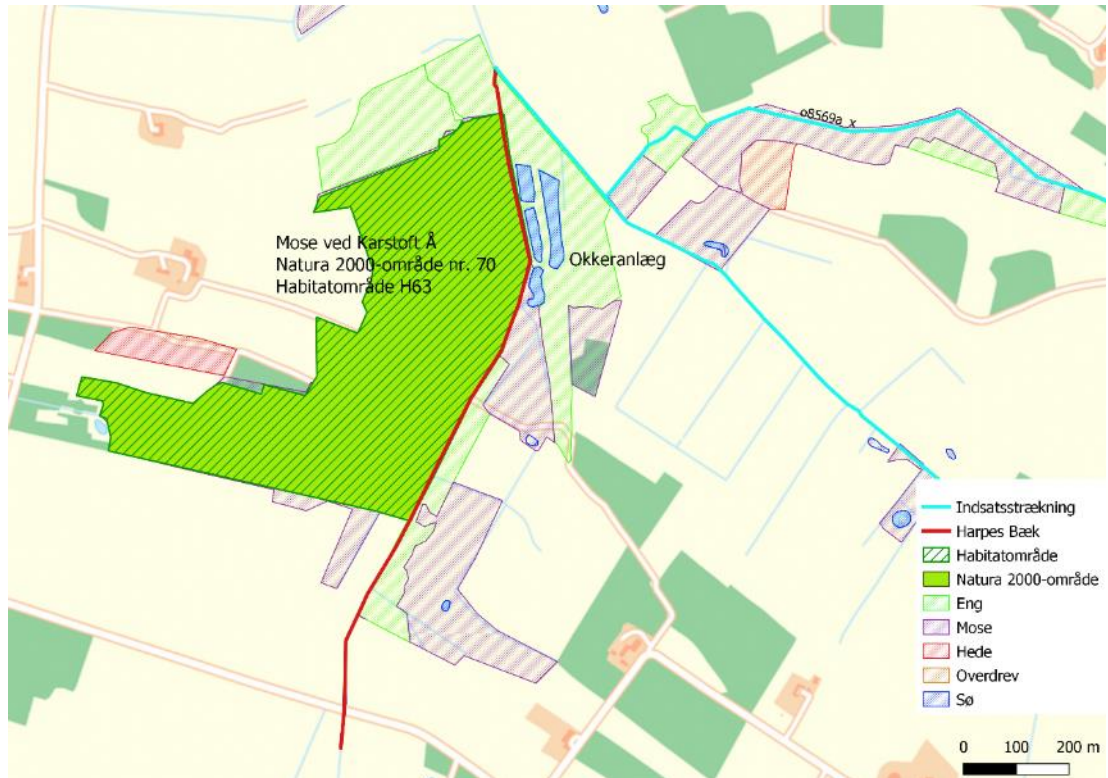 o8569a_x
Mose ved Karstoft Å
Natura 2000-område nr. 70
Habitatområde H63
Okkeranlæg
Indsatsstrækning
Harpes Bæk
Habitatområde
Natura 2000-område
Eng
Mose
Hede
Overdrev
Sø
0 100 200 m